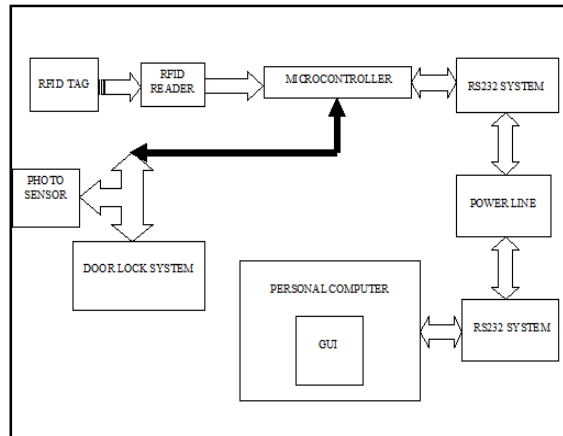 RFID TAG
RFID
READER
MICROCONTROLLER
RS232 SYSTEM
PHOTO
SENSOR
POWER LINE
DOOR LOCK SYSTEM
PERSONAL COMPUTER
GUI
RS232 SYSTEM